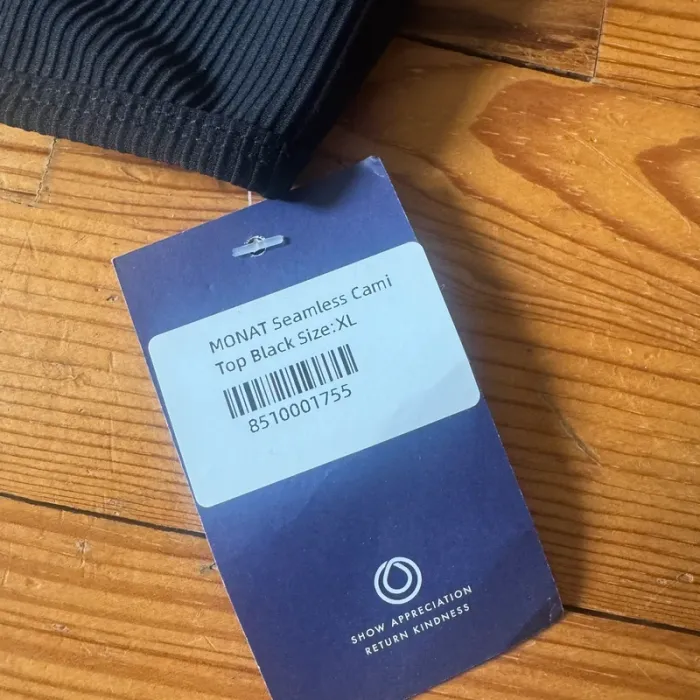 MONAT Seamless Cami
Top Black Size:XL
8510001755
SHOW APPRECIATION
RETURN KINDNESS